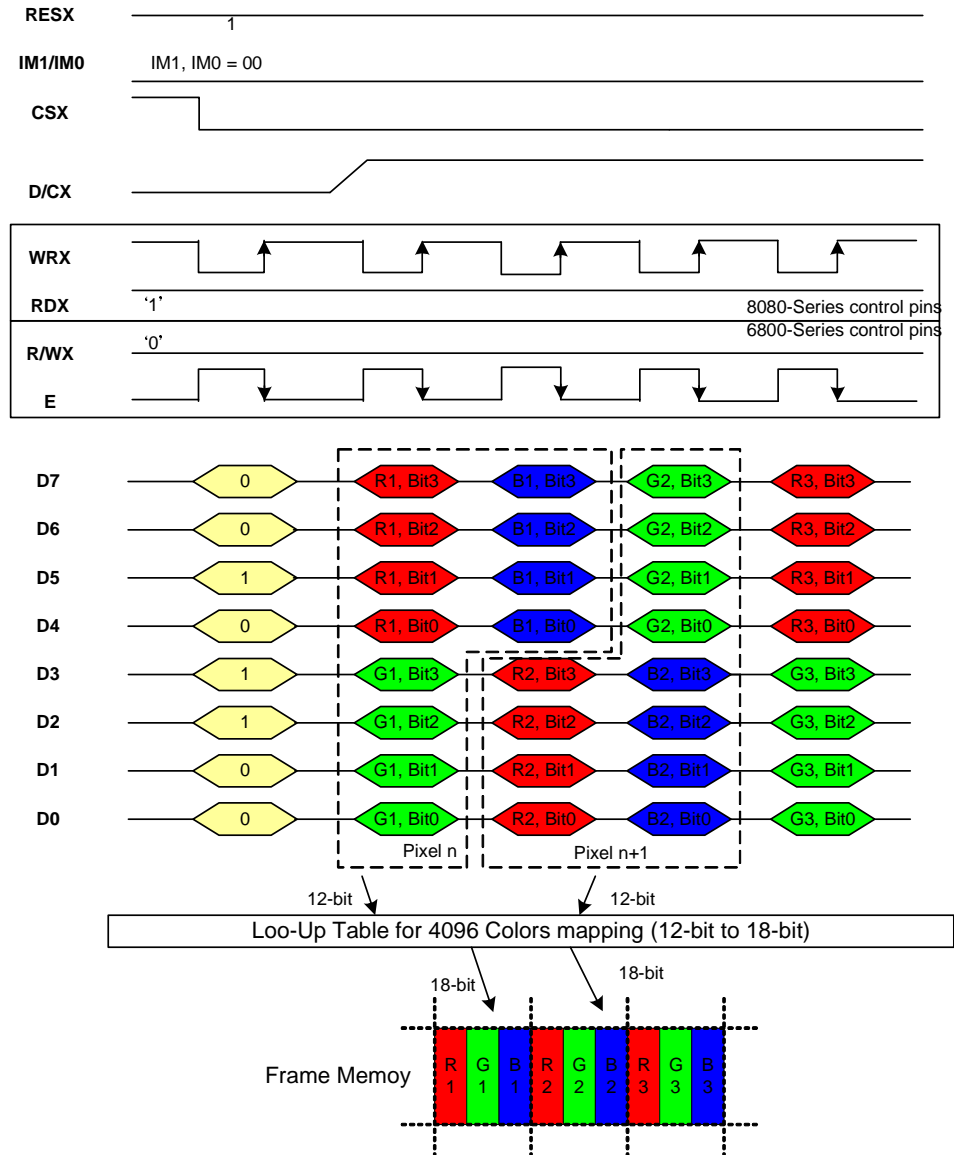 RESX
1
IM1/IM0 IM1, IM0 = 00
CSX
D/CX
WRX
RDX ‘1’ 8080-Series control pins
6800-Series control pins
R/WX ‘0’
E
D7 0 R1, Bit3 B1, Bit3 G2, Bit3 R3, Bit3
D6 0 R1, Bit2 B1, Bit2 G2, Bit2 R3, Bit2
D5 1 R1, Bit1 B1, Bit1 G2, Bit1 R3, Bit1
D4 0 R1, Bit0 B1, Bit0 G2, Bit0 R3, Bit0
D3 1 G1, Bit3 R2, Bit3 B2, Bit3 G3, Bit3
D2 1 G1, Bit2 R2, Bit2 B2, Bit2 G3, Bit2
D1 0 G1, Bit1 R2, Bit1 B2, Bit1 G3, Bit1
D0 0 G1, Bit0 R2, Bit0 B2, Bit0 G3, Bit0
Pixel n Pixel n+1
12-bit 12-bit
Loo-Up Table for 4096 Colors mapping (12-bit to 18-bit)
18-bit 18-bit
Frame Memoy R G B R G B R G B
1 1 1 2 2 2 3 3 3